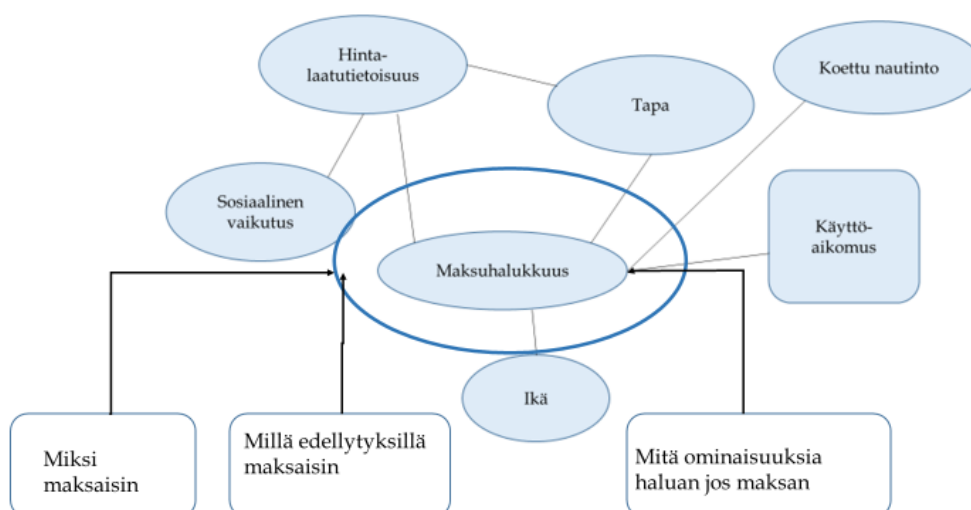 Hinta-
laatutietoisuus
Koettu nautinto
Tapa
Sosiaalinen
vaikutus
Käyttö-
aikomus
Maksuhalukkuus
Ikä
Miksi
maksaisin
Millä edellytyksillä
maksaisin
Mitä ominaisuuksia
haluan jos maksan